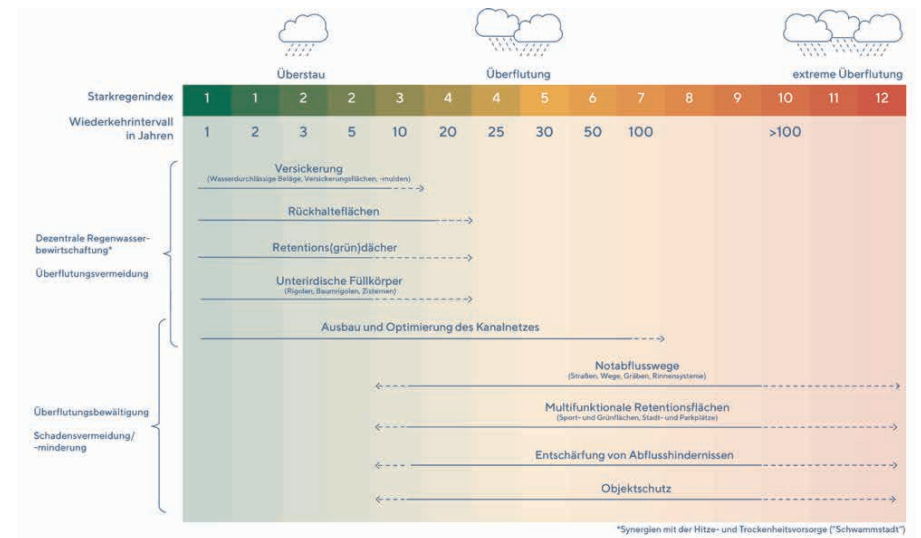 Überstau
Überflutung
extreme Überflutung
Starkregenindex 1 1 2 2 3 4 4 5 6 7 8 9 10 11 12
Wiederkehrintervall
in Jahren 1 2 3 5 10 20 25 30 50 100 >100
Versickerung
(Wasserdurchlässige Beläge, Versickerungsflächen, -mulden)
Rückhalteflächen
Dezentrale Regenwasser-
bewirtschaftung*
Retentions(grün)dächer
Überflutungsvermeidung
Unterirdische Füllkörper
(Rigolen, Baumrigolen, Zisternen)
Ausbau und Optimierung des Kanalnetzes
Notabflusswege
(Straßen, Wege, Gräben, Rinnensysteme)
Überflutungsbewältigung
Multifunktionale Retentionsflächen
(Sport- und Grünflächen, Stadt- und Parkplätze)
Schadensvermeidung/
-minderung
Entschärfung von Abflusshindernissen
Objektschutz
*Synergien mit der Hitze- und Trockenheitsvorsorge ("Schwammstadt")